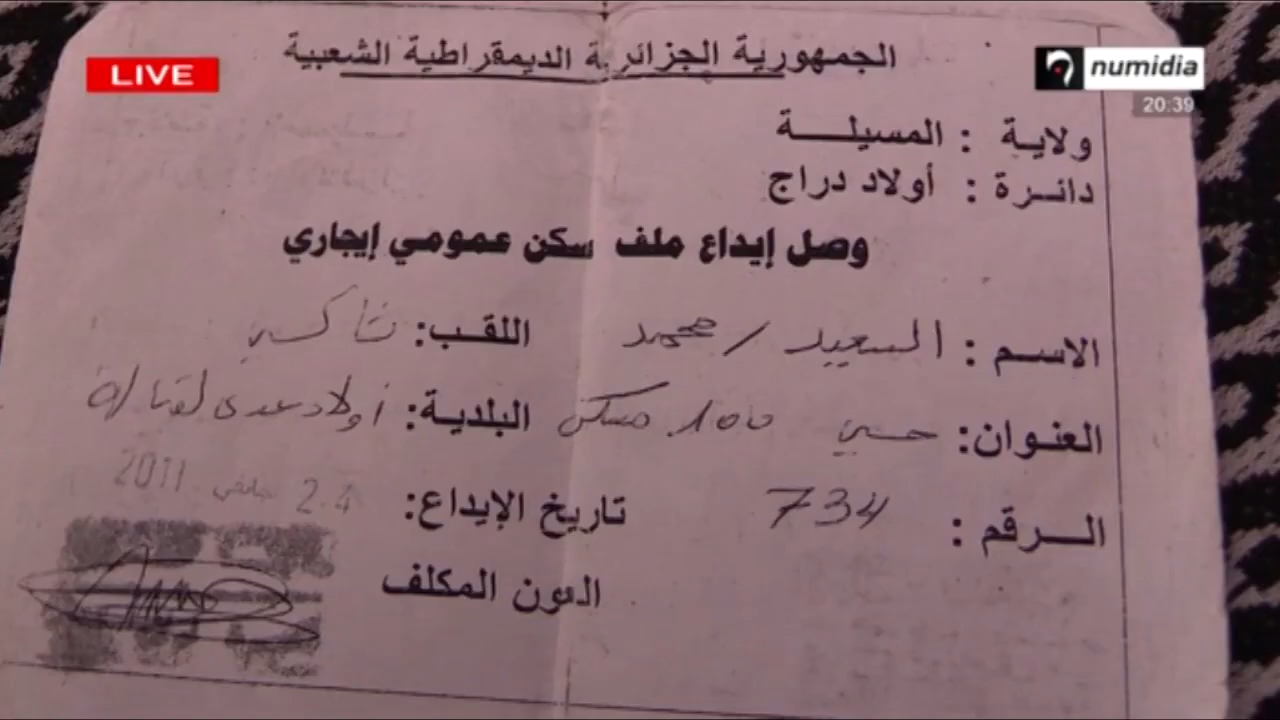 الجمهورية الجزائرية الديمقراطية الشعبية
LIVE
numidia
20:39
ولاية : المسيلة
دائرة : أولاد دراج
وصل إيداع ملف سكن عمومي إيجاري
الاسم : السعيد / محمد اللقب:
العنوان: حي 100 مسكن البلدية: أولاد عدي لقبالة
الرقم : 734 تاريخ الإيداع: 24 جانفي 2011
العون المكلف